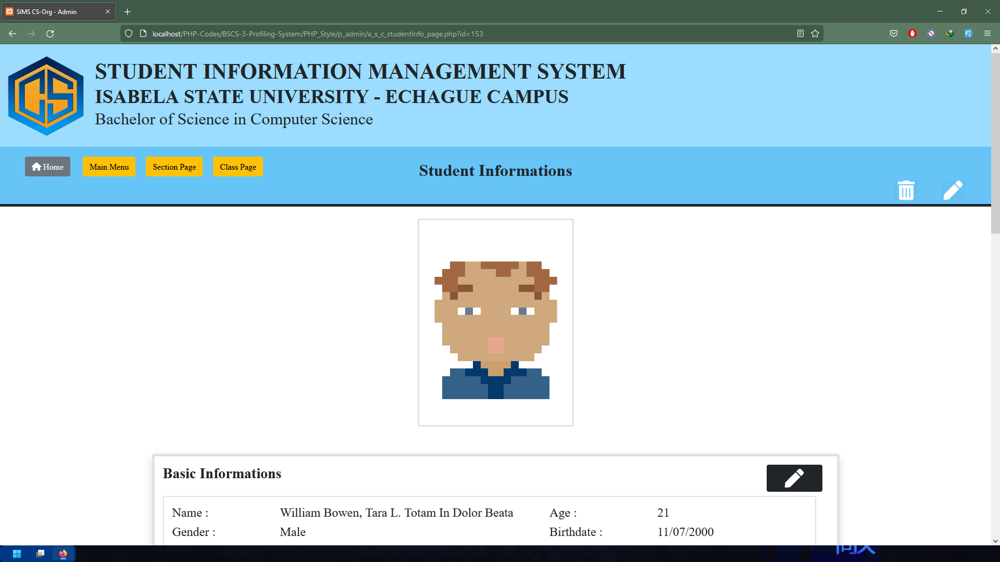 SIMS CS-Org - Admin
localhost/PHP-Codes/BSCS-3-Profiling-System/PHP_Style/p_admin/a_s_c_studentInfo_page.php?id=153
CS
STUDENT INFORMATION MANAGEMENT SYSTEM
ISABELA STATE UNIVERSITY - ECHAGUE CAMPUS
Bachelor of Science in Computer Science
Home Main Menu Section Page Class Page
Student Informations
Basic Informations
Name : William Bowen, Tara L. Totam In Dolor Beata Age : 21
Gender : Male Birthdate : 11/07/2000